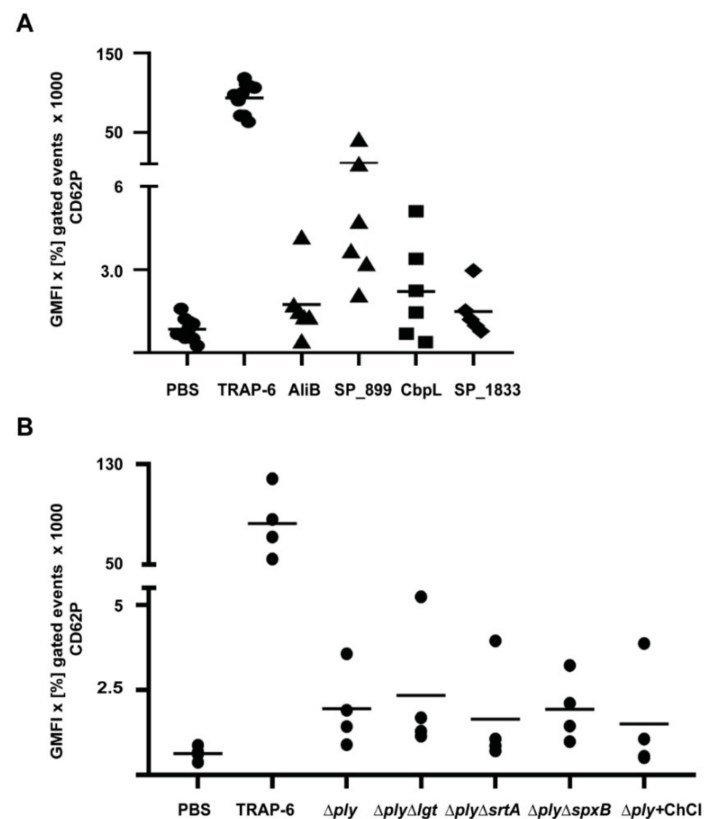 A
150
50
6
3.0
GMFI x [%] gated events x 1000
CD62P
PBS TRAP-6 AliB SP_899 CbpL SP_1833
B
130
50
5
2.5
GMFI x [%] gated events x 1000
CD62P
PBS TRAP-6 Δply ΔplyΔlgt ΔplyΔsrtA ΔplyΔspxB Δply+ChCl